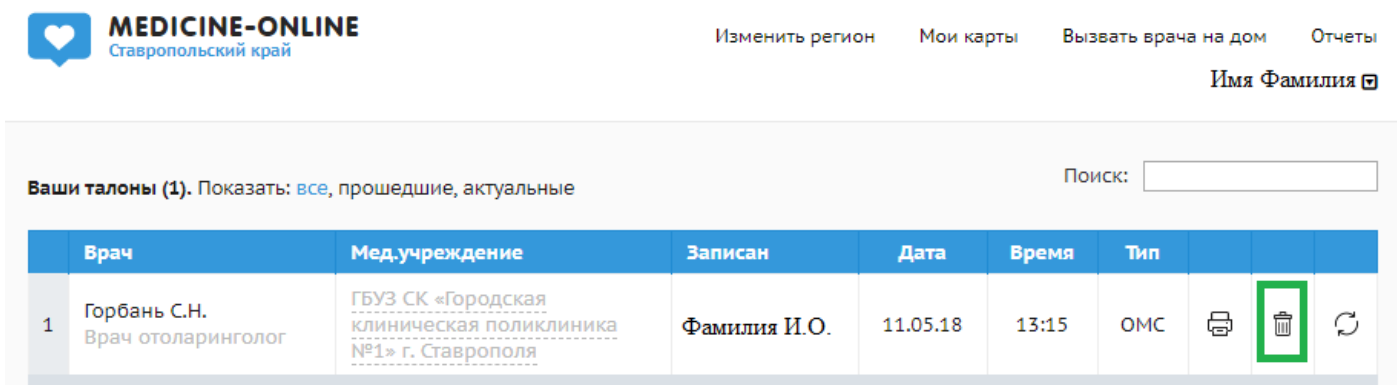 MEDICINE-ONLINE
Ставропольский край
Изменить регион Мои карты Вызвать врача на дом Отчеты
Имя Фамилия
Ваши талоны (1). Показать: все, прошедшие, актуальные
Поиск:
Врач Мед.учреждение Записан Дата Время Тип
1 Горбань С.Н. Врач отоларинголог
ГБУЗ СК «Городская
клиническая поликлиника
№1» г. Ставрополя
Фамилия И.О. 11.05.18 13:15 ОМС